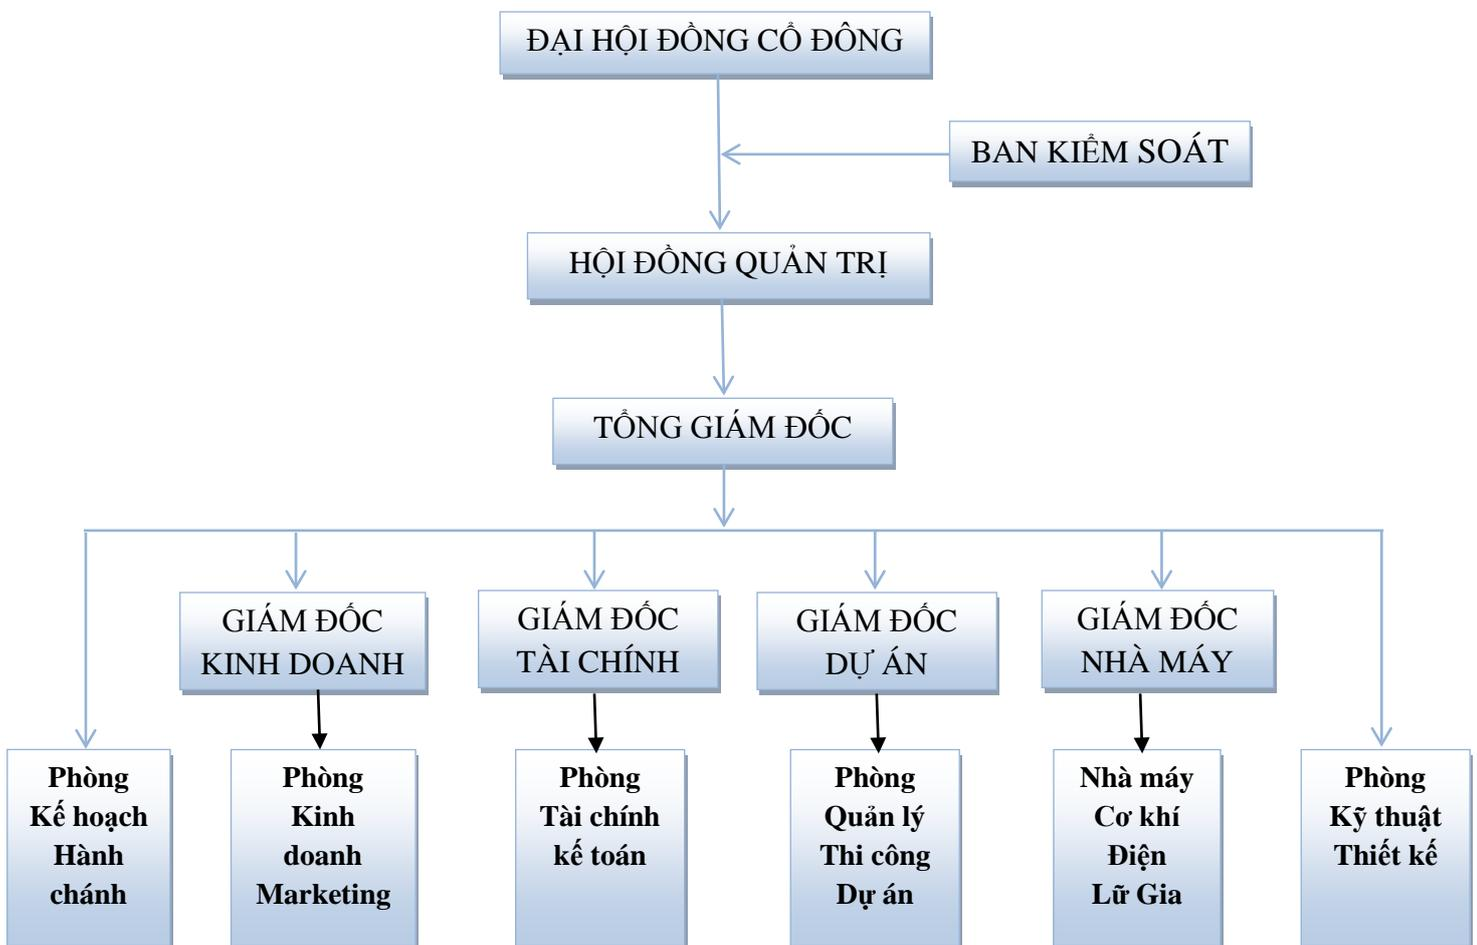 ĐẠI HỘI ĐỒNG CỔ ĐÔNG
BAN KIỂM SOÁT
HỘI ĐỒNG QUẢN TRỊ
TỔNG GIÁM ĐỐC
GIÁM ĐỐC
KINH DOANH
GIÁM ĐỐC
TÀI CHÍNH
GIÁM ĐỐC
DỰ ÁN
GIÁM ĐỐC
NHÀ MÁY
Phòng
Kế hoạch
Hành
chánh
Phòng
Kinh
doanh
Marketing
Phòng
Tài chính
kế toán
Phòng
Quản lý
Thi công
Dự án
Nhà máy
Cơ khí
Điện
Lữ Gia
Phòng
Kỹ thuật
Thiết kế